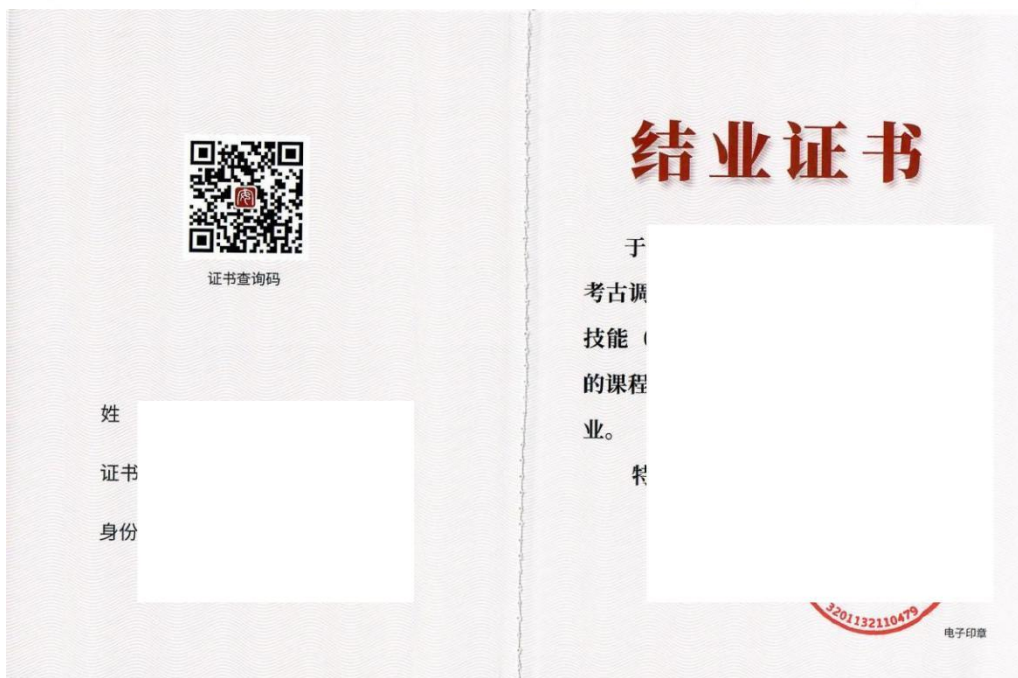 证书查询码
姓
证书
身份
结业证书
于
考古调
技能（
的课程
业。
特
3201132110479
电子印章